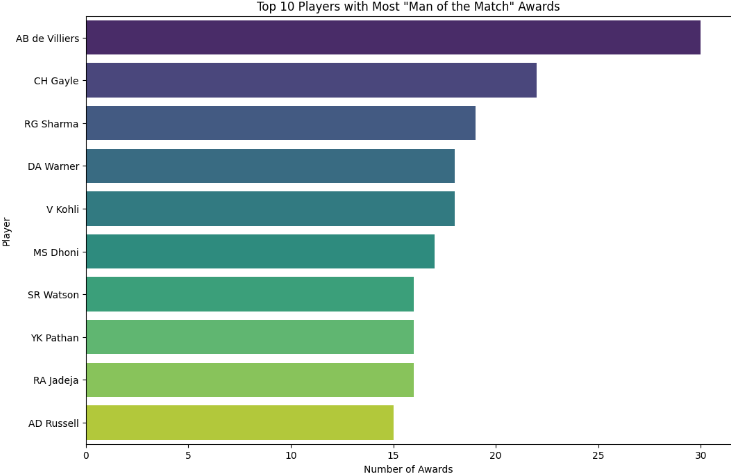 Top 10 Players with Most "Man of the Match" Awards
Player
AB de Villiers
CH Gayle
RG Sharma
DA Warner
V Kohli
MS Dhoni
SR Watson
YK Pathan
RA Jadeja
AD Russell
0 5 10 15 20 25 30
Number of Awards